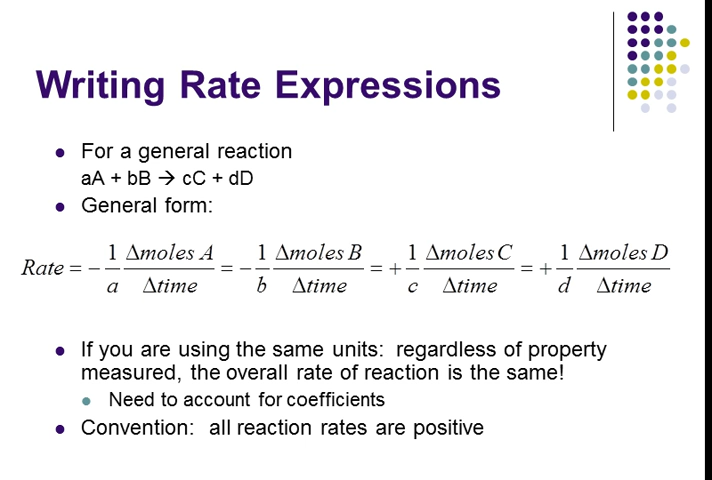 Writing Rate Expressions
For a general reaction
aA + bB → cC + dD
General form:
Rate = − 1/a Δmoles A/Δtime = − 1/b Δmoles B/Δtime = + 1/c Δmoles C/Δtime = + 1/d Δmoles D/Δtime
If you are using the same units: regardless of property
measured, the overall rate of reaction is the same!
Need to account for coefficients
Convention: all reaction rates are positive